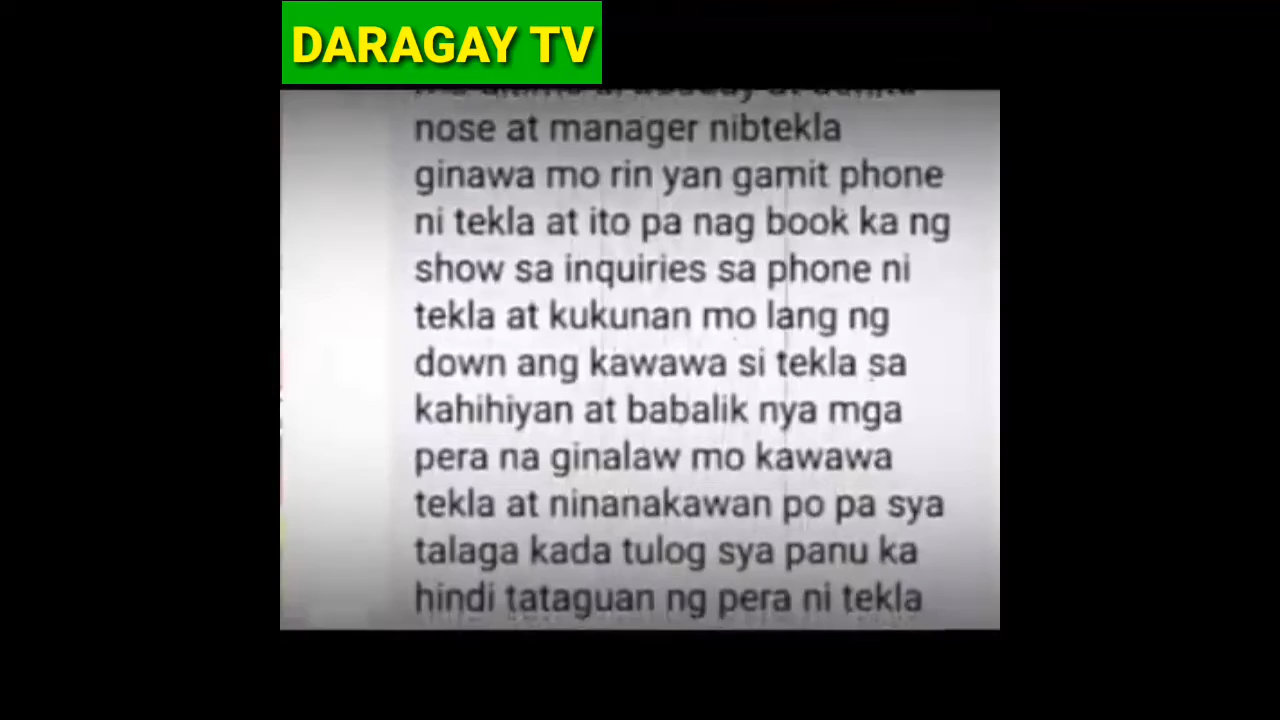 DARAGAY TV
nose at manager nibtekla
ginawa mo rin yan gamit phone
ni tekla at ito pa nag book ka ng
show sa inquiries sa phone ni
tekla at kukunan mo lang ng
down ang kawawa si tekla sa
kahihiyan at babalik nya mga
pera na ginalaw mo kawawa
tekla at ninanakawan po pa sya
talaga kada tulog sya panu ka
hindi tataguan ng pera ni tekla